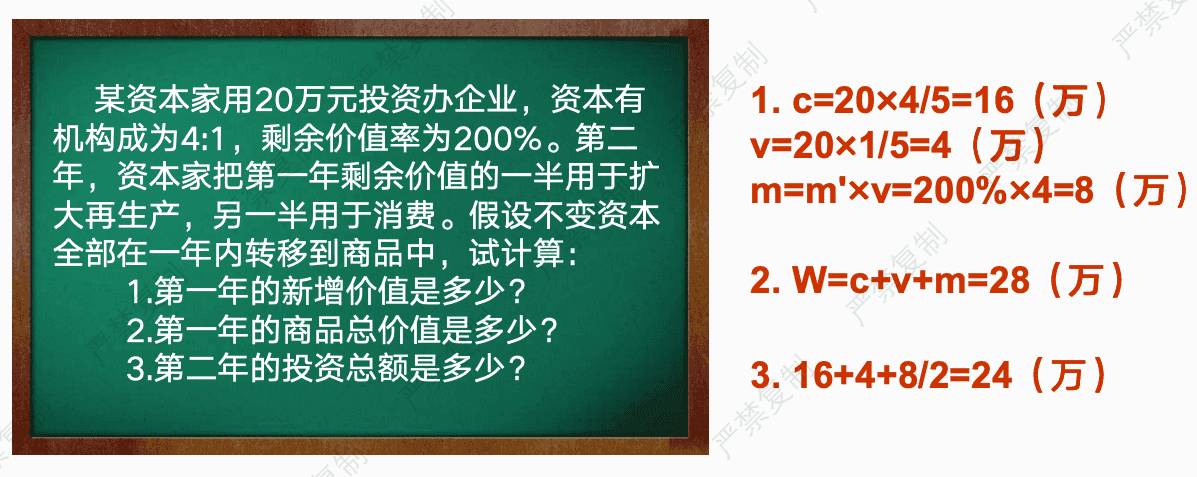 某资本家用20万元投资办企业，资本有
机构成为4:1，剩余价值率为200%。第二
年，资本家把第一年剩余价值的一半用于扩
大再生产，另一半用于消费。假设不变资本
全部在一年内转移到商品中，试计算：
1.第一年的新增价值是多少？
2.第一年的商品总价值是多少？
3.第二年的投资总额是多少？
1. c=20×4/5=16（万）
v=20×1/5=4（万）
m=m'×v=200%×4=8（万）
2. W=c+v+m=28（万）
3. 16+4+8/2=24（万）
严禁复制
严禁复制
严禁复制
严禁复制
严禁复制
严禁复制
严禁复制